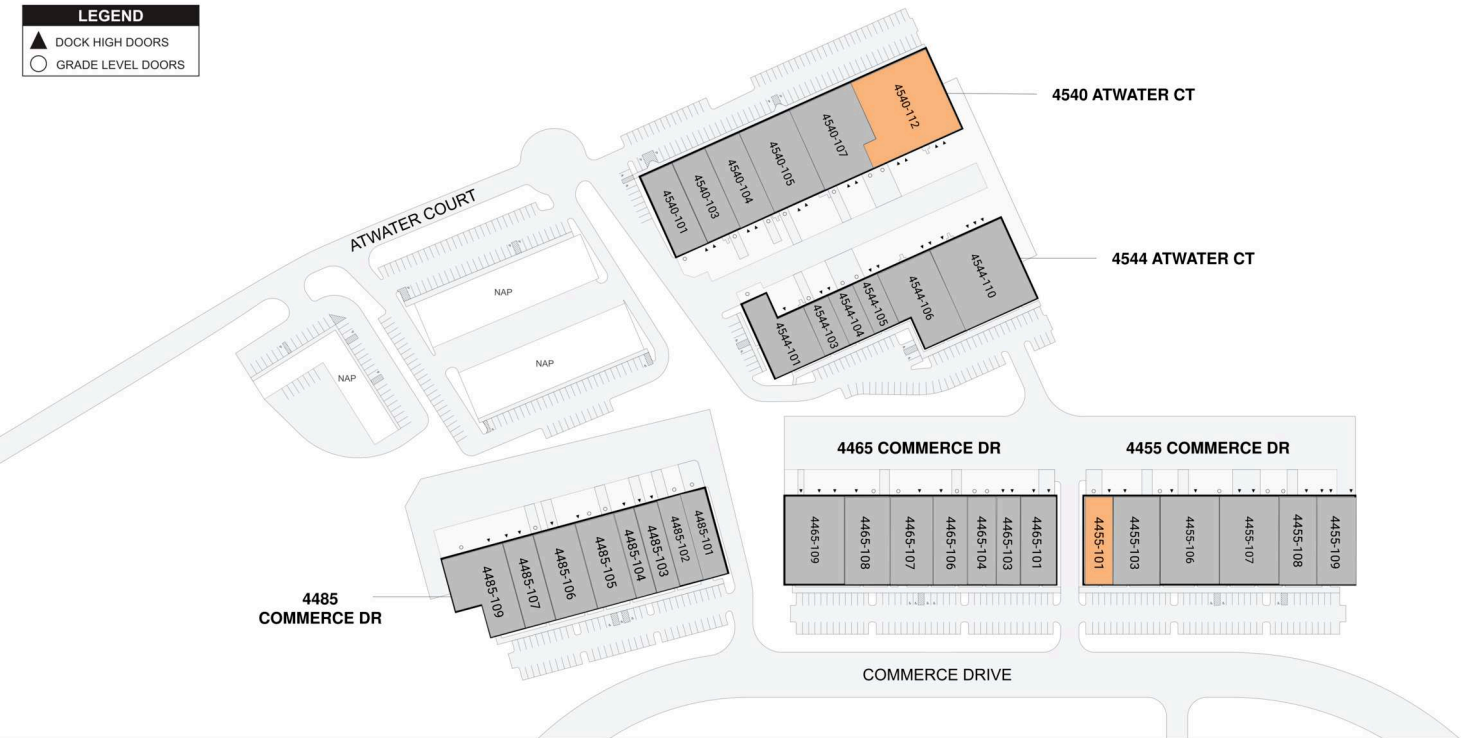 LEGEND
DOCK HIGH DOORS
GRADE LEVEL DOORS
4540 ATWATER CT
4540-101
4540-103
4540-104
4540-105
4540-107
4540-112
ATWATER COURT
4544 ATWATER CT
4544-101
4544-103
4544-104
4544-105
4544-106
4544-110
NAP
NAP
NAP
4465 COMMERCE DR
4455 COMMERCE DR
4465-109
4465-108
4465-107
4465-106
4465-104
4465-103
4465-101
4455-101
4455-103
4455-106
4455-107
4455-108
4455-109
4485
COMMERCE DR
4485-109
4485-107
4485-106
4485-105
4485-104
4485-103
4485-102
4485-101
COMMERCE DRIVE